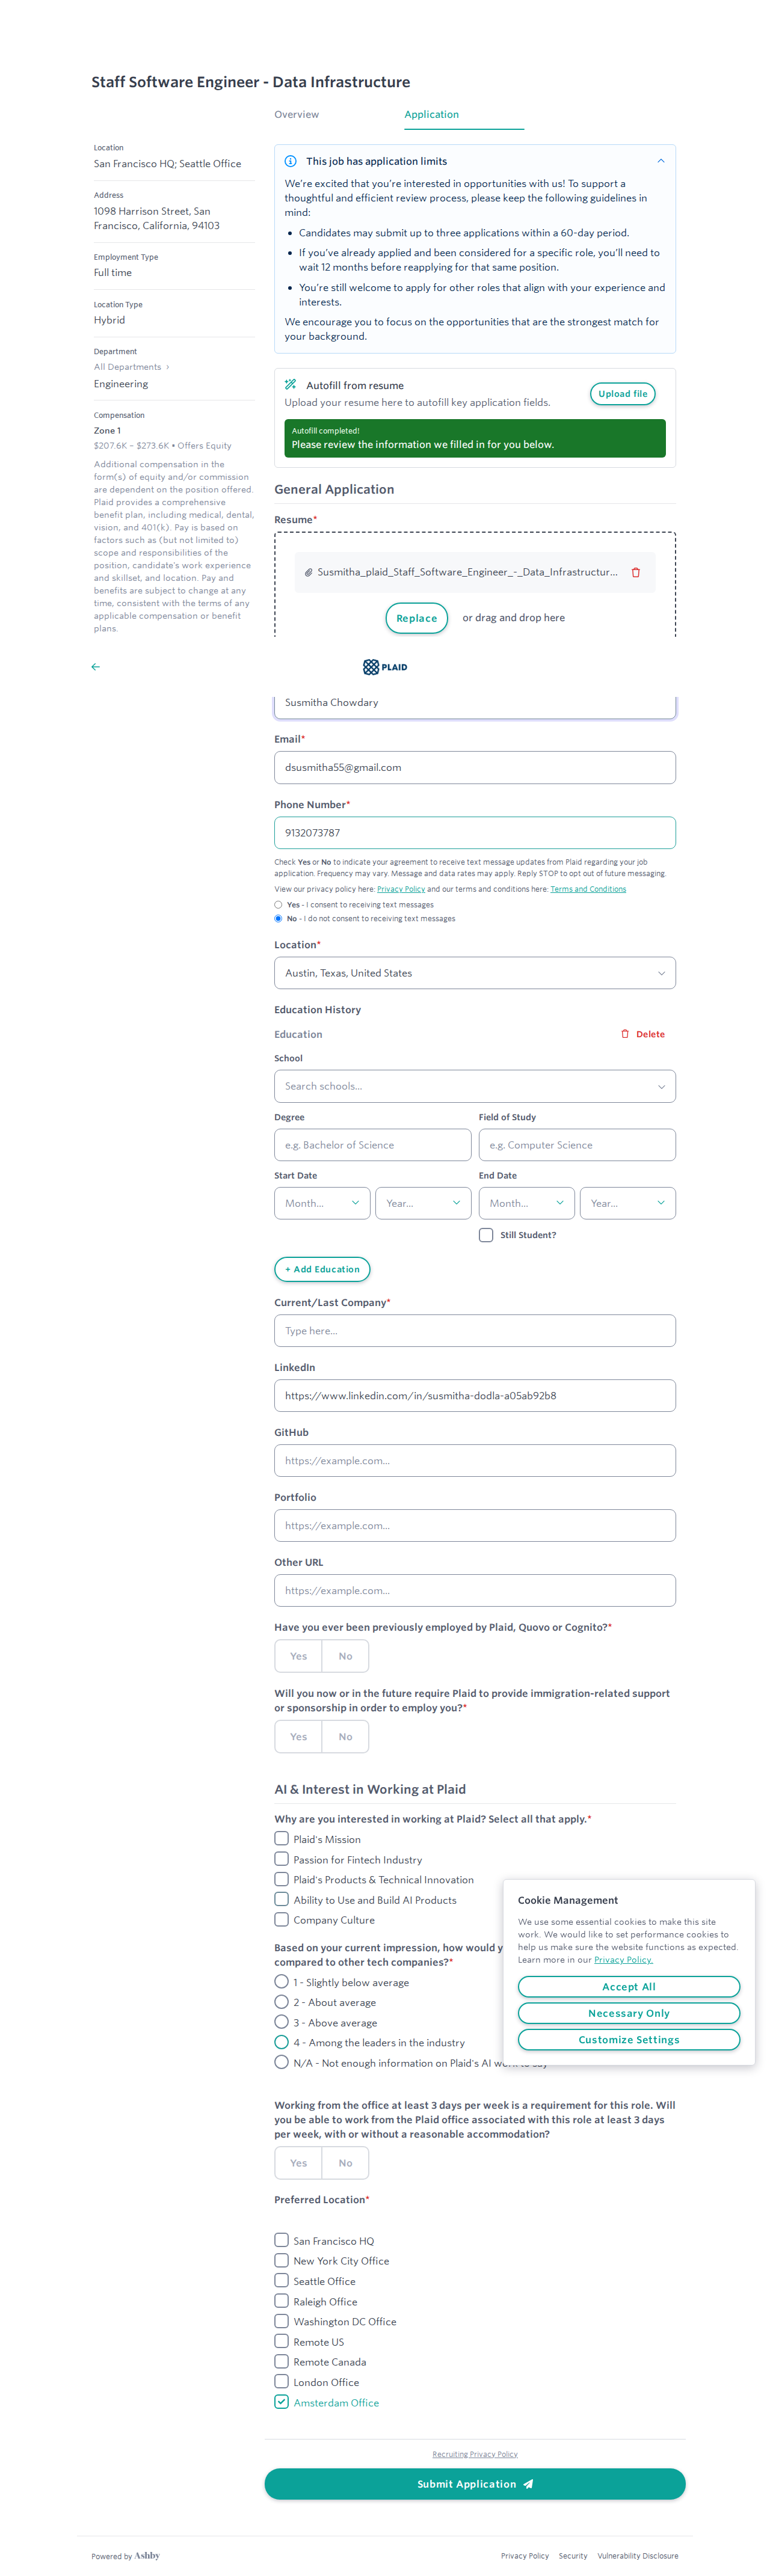 Staff Software Engineer - Data Infrastructure
Overview
Application
Location
San Francisco HQ; Seattle Office
Address
1098 Harrison Street, San
Francisco, California, 94103
Employment Type
Full time
Location Type
Hybrid
Department
All Departments
Engineering
Compensation
Zone 1
$207.6K – $273.6K • Offers Equity
Additional compensation in the
form(s) of equity and/or commission
are dependent on the position offered.
Plaid provides a comprehensive
benefit plan, including medical, dental,
vision, and 401(k). Pay is based on
factors such as (but not limited to)
scope and responsibilities of the
position, candidate's work experience
and skillset, and location. Pay and
benefits are subject to change at any
time, consistent with the terms of any
applicable compensation or benefit
plans.
This job has application limits
We're excited that you're interested in opportunities with us! To support a
thoughtful and efficient review process, please keep the following guidelines in
mind:
• Candidates may submit up to three applications within a 60-day period.
• If you've already applied and been considered for a specific role, you'll need to
wait 12 months before reapplying for that same position.
• You're still welcome to apply for other roles that align with your experience and
interests.
We encourage you to focus on the opportunities that are the strongest match for
your background.
Autofill from resume
Upload your resume here to autofill key application fields.
Upload file
Autofill completed!
Please review the information we filled in for you below.
General Application
Resume*
Susmitha_plaid_Staff_Software_Engineer_-_Data_Infrastructur...
Replace
or drag and drop here
PLAID
Susmitha Chowdary
Email*
dsusmitha55@gmail.com
Phone Number*
9132073787
Check Yes or No to indicate your agreement to receive text message updates from Plaid regarding your job
application. Frequency may vary. Message and data rates may apply. Reply STOP to opt out of future messaging.
View our privacy policy here: Privacy Policy and our terms and conditions here: Terms and Conditions
Yes - I consent to receiving text messages
No - I do not consent to receiving text messages
Location*
Austin, Texas, United States
Education History
Education
Delete
School
Search schools...
Degree
Field of Study
e.g. Bachelor of Science
e.g. Computer Science
Start Date
End Date
Month...
Year...
Month...
Year...
Still Student?
+ Add Education
Current/Last Company*
Type here...
LinkedIn
https://www.linkedin.com/in/susmitha-dodla-a05ab92b8
GitHub
https://example.com...
Portfolio
https://example.com...
Other URL
https://example.com...
Have you ever been previously employed by Plaid, Quovo or Cognito?*
Yes
No
Will you now or in the future require Plaid to provide immigration-related support
or sponsorship in order to employ you?*
Yes
No
AI & Interest in Working at Plaid
Why are you interested in working at Plaid? Select all that apply.*
Plaid's Mission
Passion for Fintech Industry
Plaid's Products & Technical Innovation
Ability to Use and Build AI Products
Company Culture
Based on your current impression, how would y
compared to other tech companies?*
1 - Slightly below average
2 - About average
3 - Above average
4 - Among the leaders in the industry
N/A - Not enough information on Plaid's AI work to say
Cookie Management
We use some essential cookies to make this site
work. We would like to set performance cookies to
help us make sure the website functions as expected.
Learn more in our Privacy Policy.
Accept All
Necessary Only
Customize Settings
Working from the office at least 3 days per week is a requirement for this role. Will
you be able to work from the Plaid office associated with this role at least 3 days
per week, with or without a reasonable accommodation?
Yes
No
Preferred Location*
San Francisco HQ
New York City Office
Seattle Office
Raleigh Office
Washington DC Office
Remote US
Remote Canada
London Office
Amsterdam Office
Recruiting Privacy Policy
Submit Application
Powered by Ashby
Privacy Policy
Security
Vulnerability Disclosure